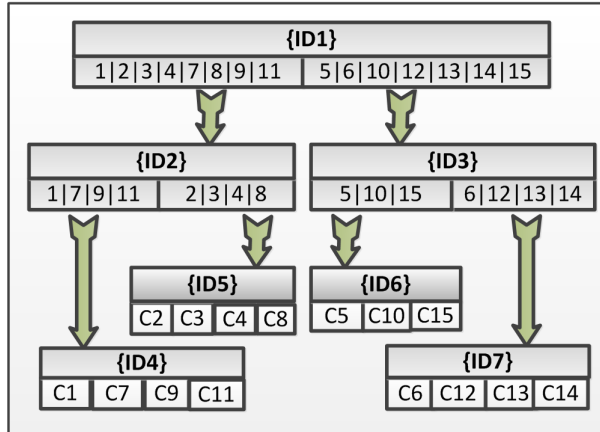 {ID1}
1|2|3|4|7|8|9|11 5|6|10|12|13|14|15
{ID2} {ID3}
1|7|9|11 2|3|4|8 5|10|15 6|12|13|14
{ID5} {ID6}
C2 C3 C4 C8 C5 C10 C15
{ID4} {ID7}
C1 C7 C9 C11 C6 C12 C13 C14